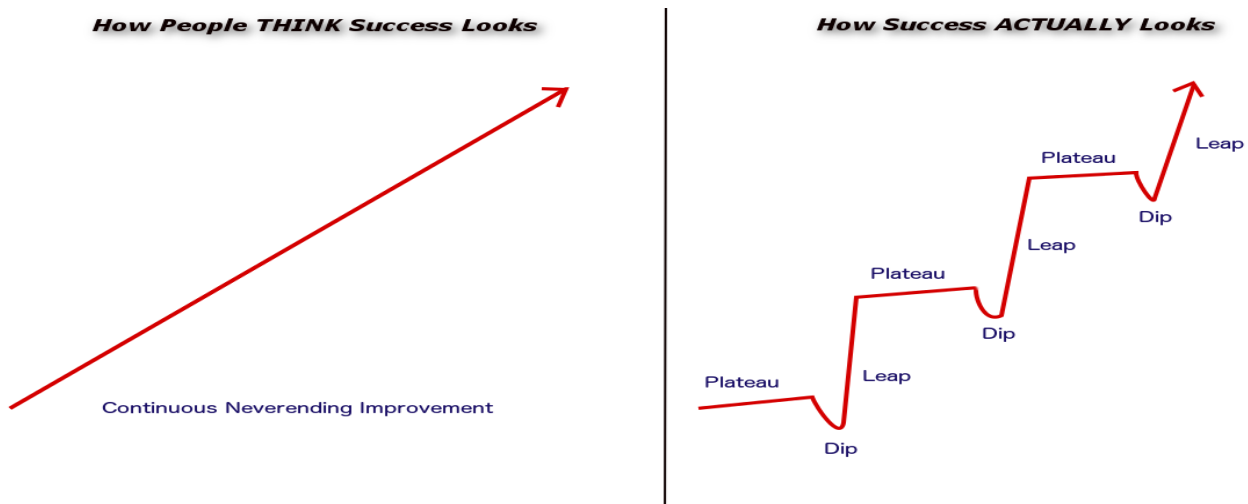 How People THINK Success Looks
Continuous Neverending Improvement
How Success ACTUALLY Looks
Plateau
Dip
Leap
Plateau
Dip
Leap
Plateau
Dip
Leap